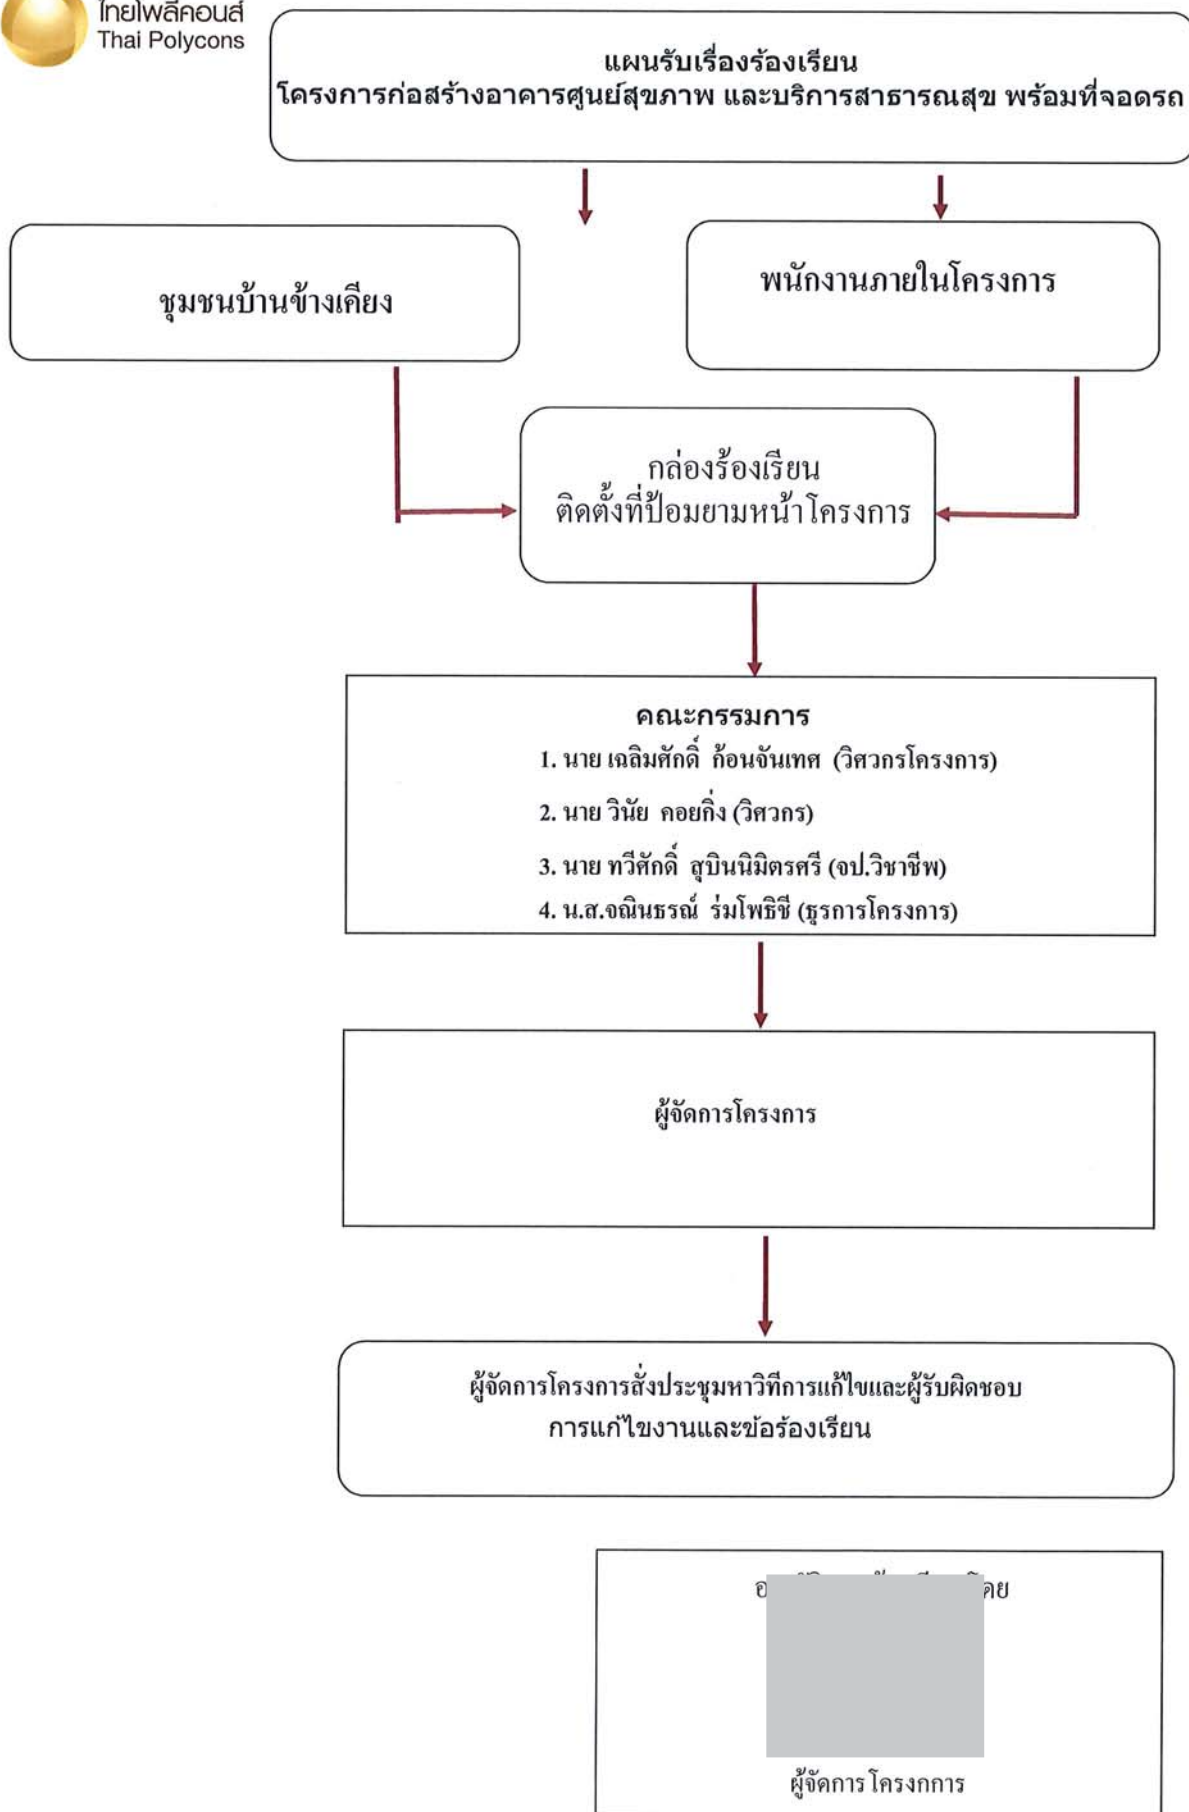 ไทยโพลีคอนส์
Thai Polycons
แผนรับเรื่องร้องเรียน
โครงการก่อสร้างอาคารศูนย์สุขภาพ และบริการสาธารณสุข พร้อมที่จอดรถ
ชุมชนบ้านข้างเคียง
พนักงานภายในโครงการ
กล่องร้องเรียน
ติดตั้งที่ป้อมยามหน้าโครงการ
คณะกรรมการ
1. นาย เฉลิมศักดิ์ ก้อนจันเทศ (วิศวกรโครงการ)
2. นาย วินัย คอยกิ่ง (วิศวกร)
3. นาย ทวีศักดิ์ สุบินนิมิตรศรี (จป.วิชาชีพ)
4. น.ส.จณินธรณ์ ร่มโพธิชี (ธุรการโครงการ)
ผู้จัดการโครงการ
ผู้จัดการโครงการสั่งประชุมหาวิทีการแก้ไขและผู้รับผิดชอบ
การแก้ไขงานและข้อร้องเรียน
ผู้จัดการ โครงกการ